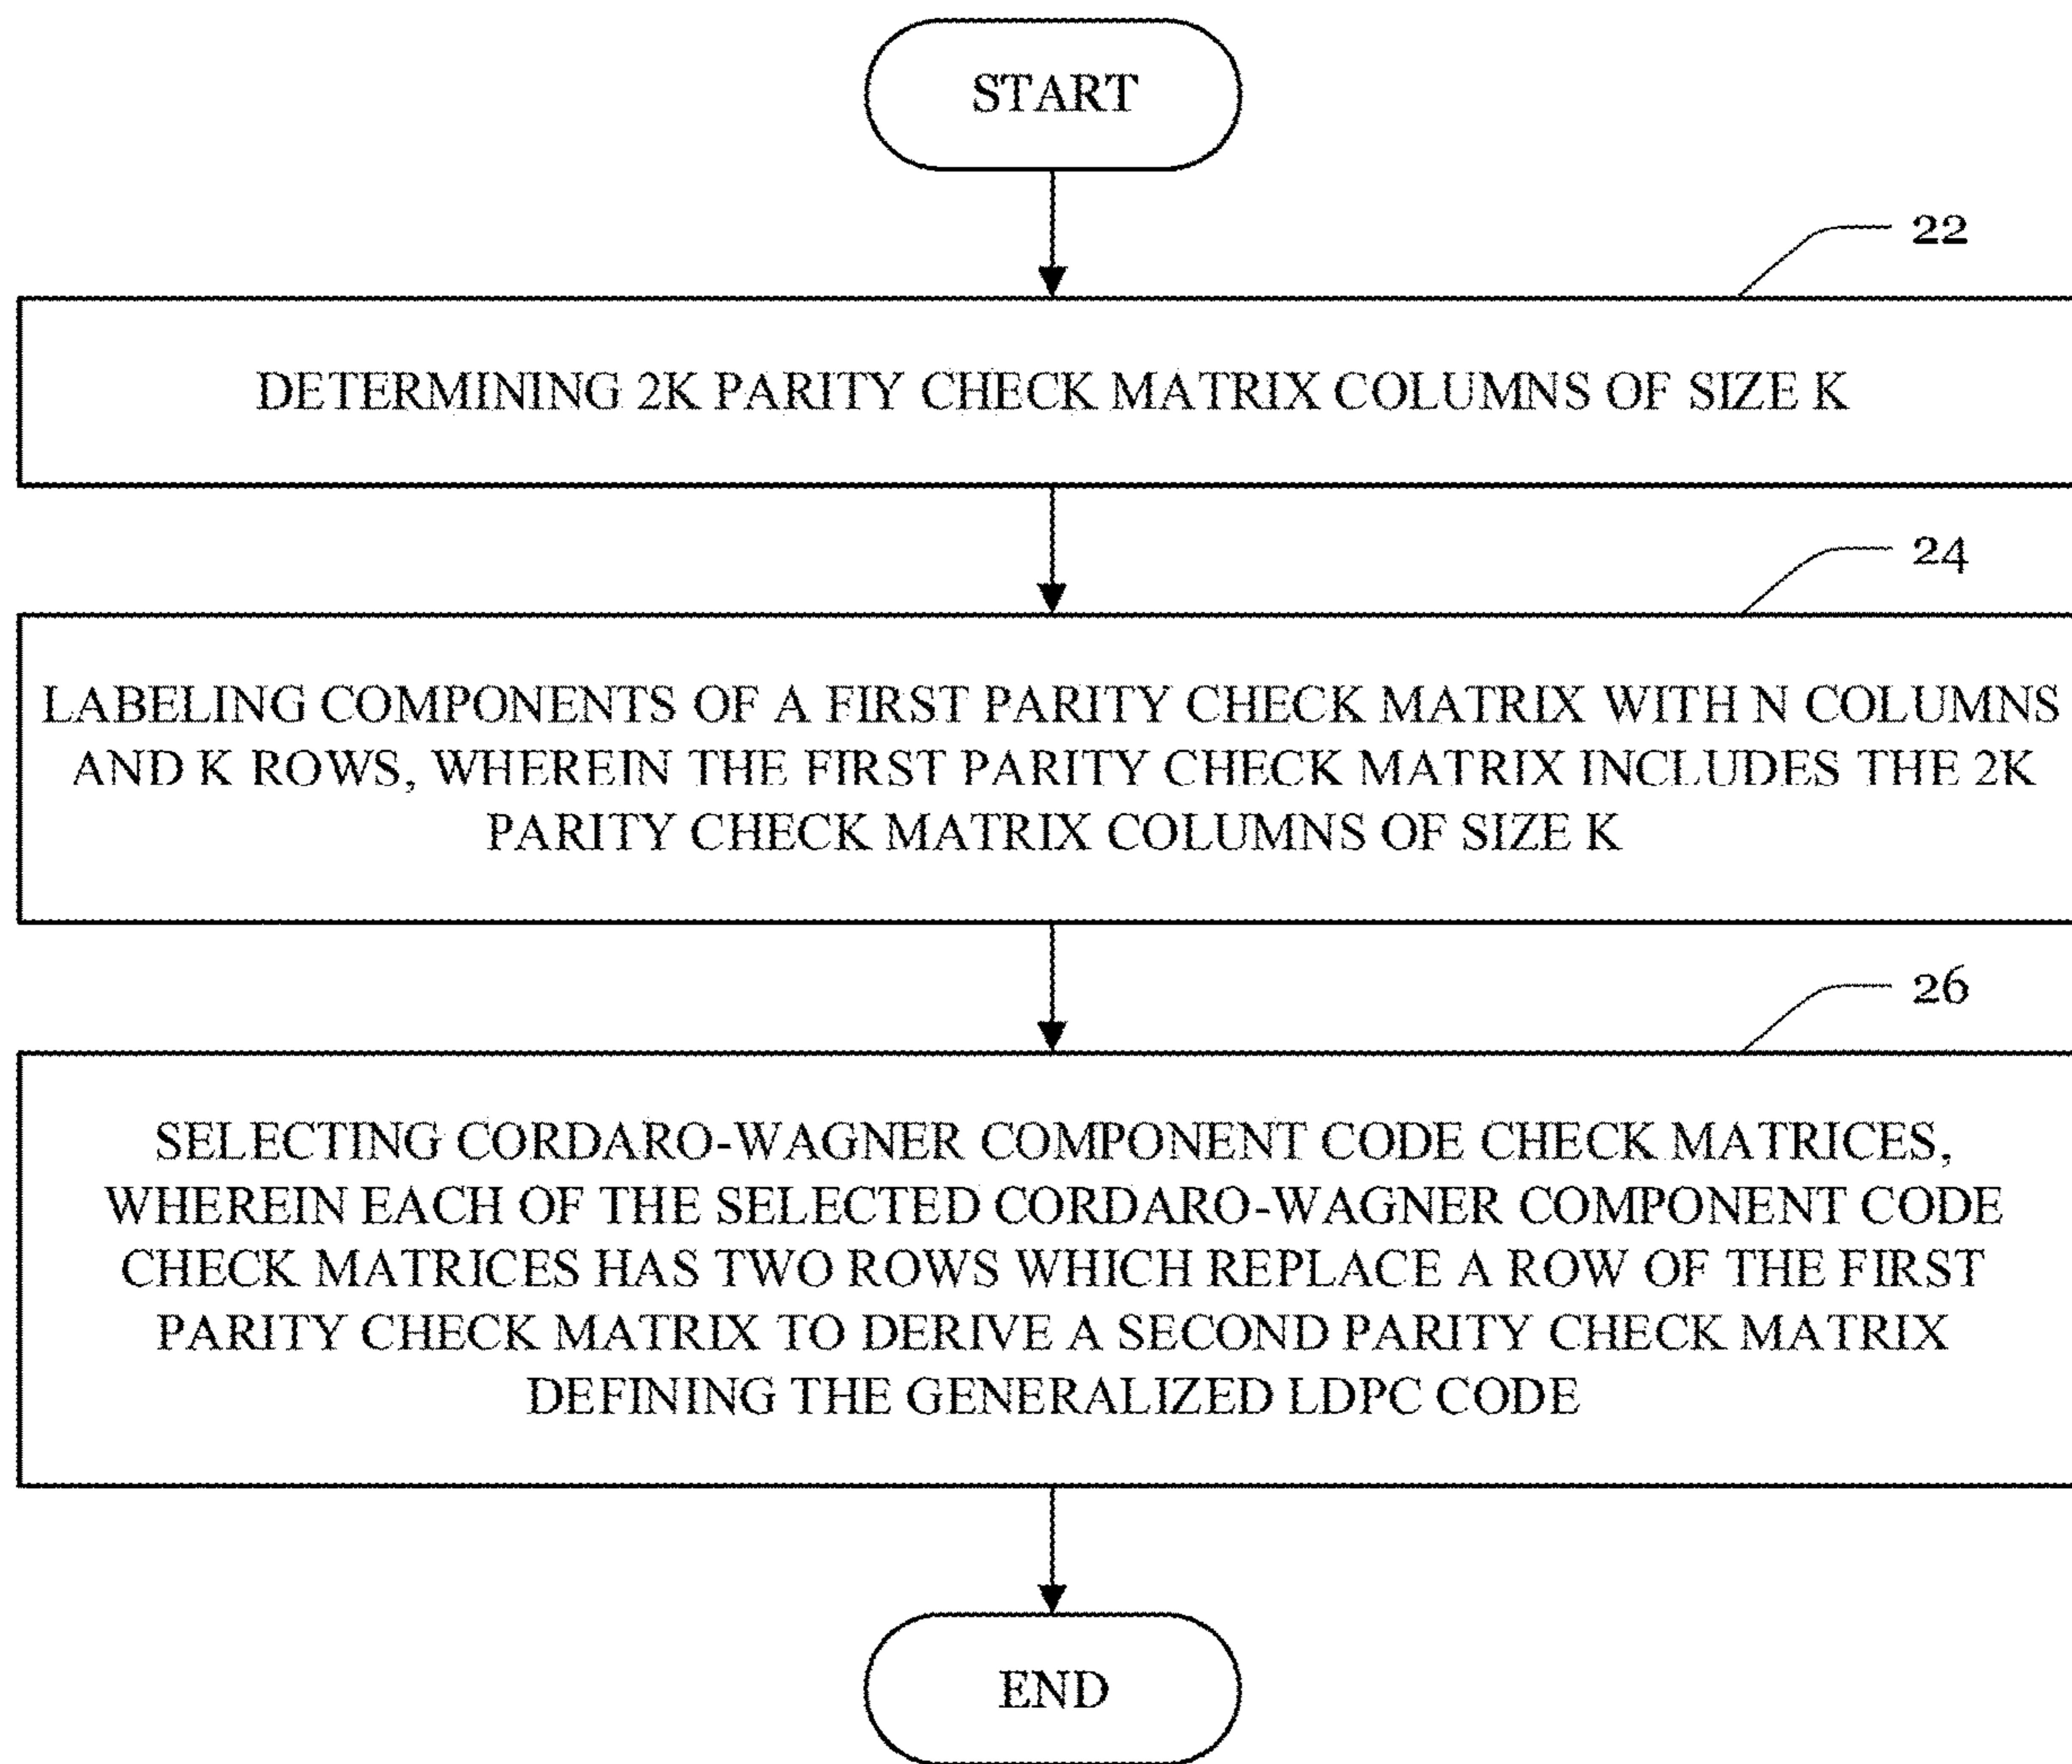 START
22
DETERMINING 2K PARITY CHECK MATRIX COLUMNS OF SIZE K
24
LABELING COMPONENTS OF A FIRST PARITY CHECK MATRIX WITH N COLUMNS
AND K ROWS, WHEREIN THE FIRST PARITY CHECK MATRIX INCLUDES THE 2K
PARITY CHECK MATRIX COLUMNS OF SIZE K
26
SELECTING CORDARO-WAGNER COMPONENT CODE CHECK MATRICES,
WHEREIN EACH OF THE SELECTED CORDARO-WAGNER COMPONENT CODE
CHECK MATRICES HAS TWO ROWS WHICH REPLACE A ROW OF THE FIRST
PARITY CHECK MATRIX TO DERIVE A SECOND PARITY CHECK MATRIX
DEFINING THE GENERALIZED LDPC CODE
END